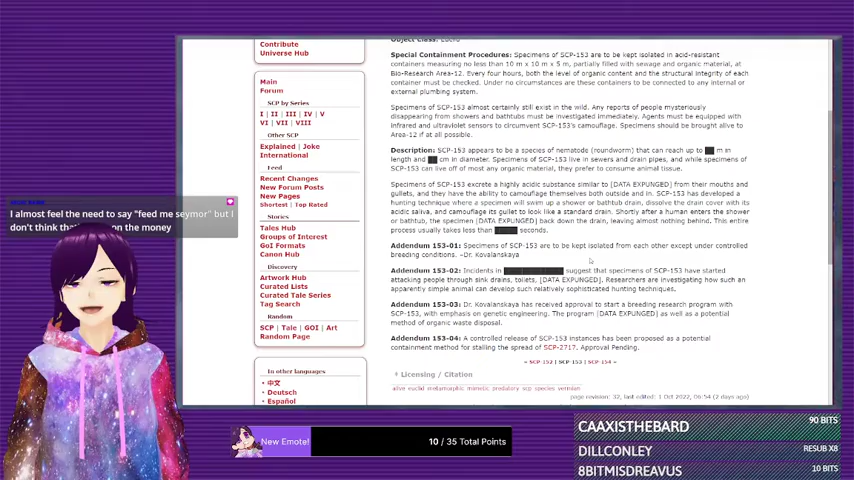 Contribute
Universe Hub
Main
Forum
SCP by Series
I | II | III | IV | V
VI | VII | VIII
Other SCP
Explained | Joke
International
Feed
Recent Changes
New Forum Posts
New Pages
Shortest | Top Rated
Stories
Tales Hub
Groups of Interest
GoI Formats
Canon Hub
Discovery
Artwork Hub
Curated Lists
Curated Tale Series
Tag Search
Random
SCP | Tale | GOI | Art
Random Page
In other languages
中文
Deutsch
Español
Object Class:
Special Containment Procedures: Specimens of SCP-153 are to be kept isolated in acid-resistant
containers measuring no less than 10 m x 10 m x 5 m, partially filled with sewage and organic material, at
Bio-Research Area-12. Every four hours, both the level of organic content and the structural integrity of each
container must be checked. Under no circumstances are these containers to be connected to any internal or
external plumbing system.
Specimens of SCP-153 almost certainly still exist in the wild. Any reports of people mysteriously
disappearing from showers and bathtubs must be investigated immediately. Agents must be equipped with
infrared and ultraviolet sensors to circumvent SCP-153's camouflage. Specimens should be brought alive to
Area-12 if at all possible.
Description: SCP-153 appears to be a species of nematode (roundworm) that can reach up to ██ m in
length and ██ cm in diameter. Specimens of SCP-153 live in sewers and drain pipes, and while specimens of
SCP-153 can live off of most any organic material, they prefer to consume animal tissue.
Specimens of SCP-153 excrete a highly acidic substance similar to [DATA EXPUNGED] from their mouths and
gullets, and they have the ability to camouflage themselves both outside and in. SCP-153 has developed a
hunting technique where a specimen will swim up a shower or bathtub drain, dissolve the drain cover with its
acidic saliva, and camouflage its gullet to look like a standard drain. Shortly after a human enters the shower
or bathtub, the specimen [DATA EXPUNGED] back down the drain, leaving almost nothing behind. This entire
process usually takes less than █████ seconds.
Addendum 153-01: Specimens of SCP-153 are to be kept isolated from each other except under controlled
breeding conditions. –Dr. Kovalanskaya
Addendum 153-02: Incidents in ████████████ suggest that specimens of SCP-153 have started
attacking people through sink drains, toilets, [DATA EXPUNGED]. Researchers are investigating how such an
apparently simple animal can develop such relatively sophisticated hunting techniques.
Addendum 153-03: Dr. Kovalanskaya has received approval to start a breeding research program with
SCP-153, with emphasis on genetic engineering. The program [DATA EXPUNGED] as well as a potential
method of organic waste disposal.
Addendum 153-04: A controlled release of SCP-153 instances has been proposed as a potential
containment method for stalling the spread of SCP-2717. Approval Pending.
« SCP-152 | SCP-153 | SCP-154 »
Licensing / Citation
alive euclid metamorphic mimetic predatory scp species vermian
page revision: 32, last edited: 1 Oct 2022, 06:54 (2 days ago)
I almost feel the need to say "feed me seymor" but I
don't think on the money
New Emote!
10 / 35 Total Points
CAAXISTHEBARD 90 BITS
DILLCONLEY RESUB X8
8BITMISDREAVUS 10 BITS